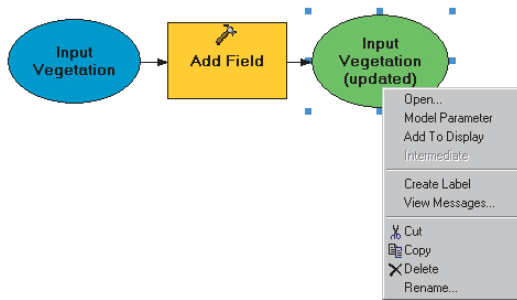 Input
Vegetation
Add Field
Input
Vegetation
(updated)
Open...
Model Parameter
Add To Display
Intermediate
Create Label
View Messages...
Cut
Copy
Delete
Rename...